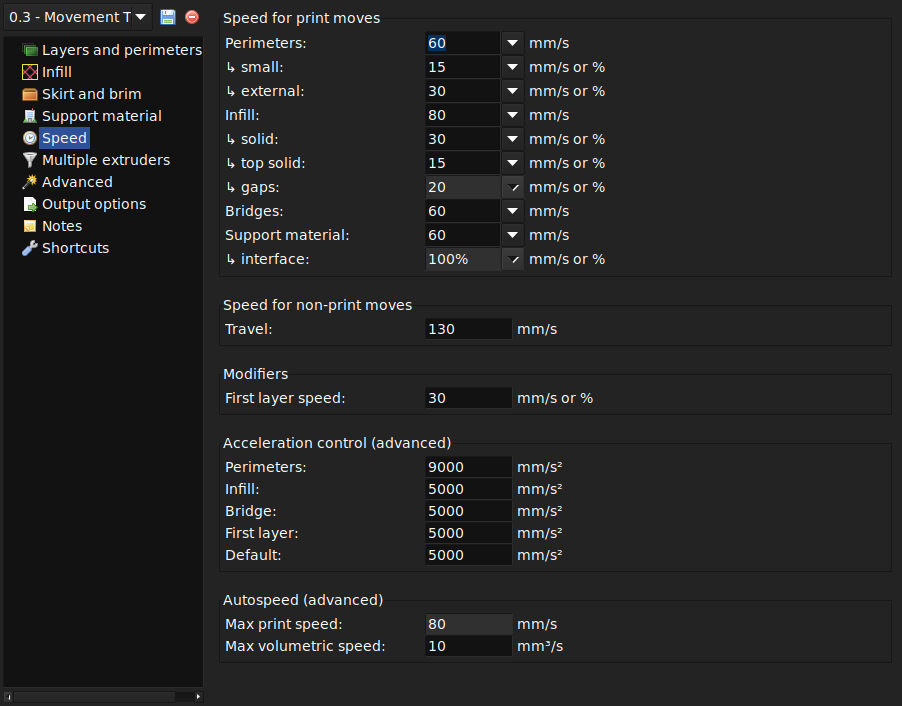 0.3 - Movement T
Layers and perimeters
Infill
Skirt and brim
Support material
Speed
Multiple extruders
Advanced
Output options
Notes
Shortcuts
Speed for print moves
Perimeters: 60 mm/s
↳ small: 15 mm/s or %
↳ external: 30 mm/s or %
Infill: 80 mm/s
↳ solid: 30 mm/s or %
↳ top solid: 15 mm/s or %
↳ gaps: 20 mm/s or %
Bridges: 60 mm/s
Support material: 60 mm/s
↳ interface: 100% mm/s or %
Speed for non-print moves
Travel: 130 mm/s
Modifiers
First layer speed: 30 mm/s or %
Acceleration control (advanced)
Perimeters: 9000 mm/s²
Infill: 5000 mm/s²
Bridge: 5000 mm/s²
First layer: 5000 mm/s²
Default: 5000 mm/s²
Autospeed (advanced)
Max print speed: 80 mm/s
Max volumetric speed: 10 mm³/s